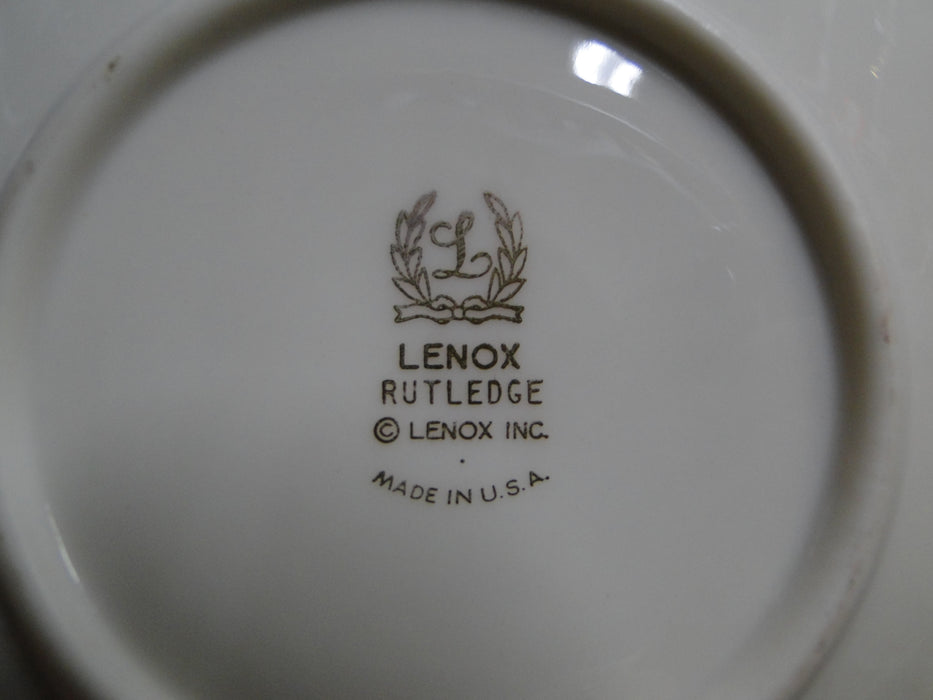 L
LENOX
RUTLEDGE
© LENOX INC.
MADE IN U.S.A.